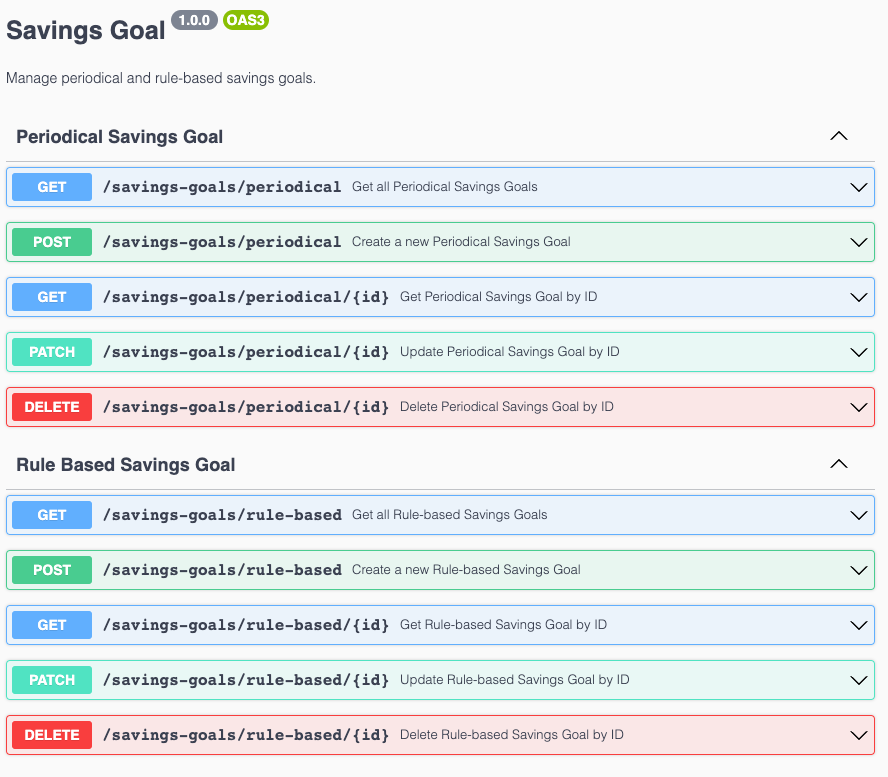 Savings Goal 1.0.0 OAS3
Manage periodical and rule-based savings goals.
Periodical Savings Goal
GET /savings-goals/periodical Get all Periodical Savings Goals
POST /savings-goals/periodical Create a new Periodical Savings Goal
GET /savings-goals/periodical/{id} Get Periodical Savings Goal by ID
PATCH /savings-goals/periodical/{id} Update Periodical Savings Goal by ID
DELETE /savings-goals/periodical/{id} Delete Periodical Savings Goal by ID
Rule Based Savings Goal
GET /savings-goals/rule-based Get all Rule-based Savings Goals
POST /savings-goals/rule-based Create a new Rule-based Savings Goal
GET /savings-goals/rule-based/{id} Get Rule-based Savings Goal by ID
PATCH /savings-goals/rule-based/{id} Update Rule-based Savings Goal by ID
DELETE /savings-goals/rule-based/{id} Delete Rule-based Savings Goal by ID